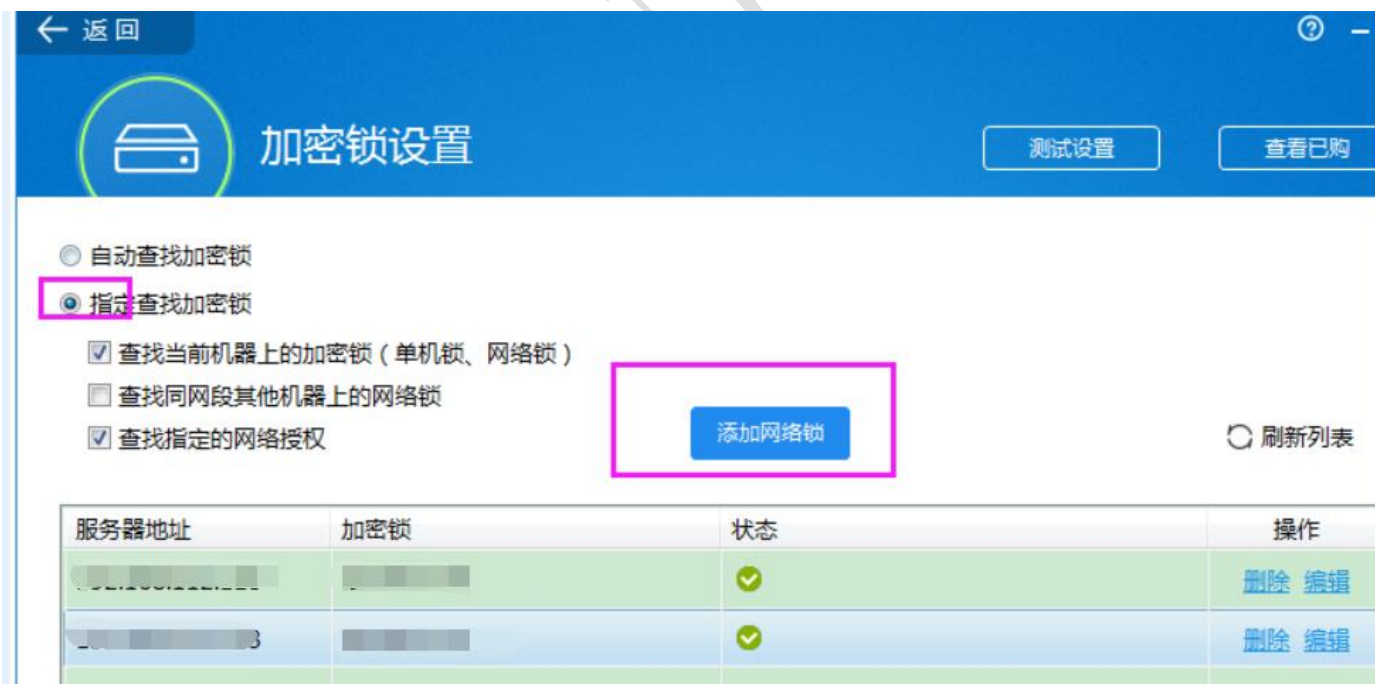 返回
加密锁设置
测试设置
查看已购
自动查找加密锁
指定查找加密锁
查找当前机器上的加密锁（单机锁、网络锁）
查找同网段其他机器上的网络锁
查找指定的网络授权
添加网络锁
刷新列表
服务器地址 加密锁 状态 操作
删除 编辑
删除 编辑